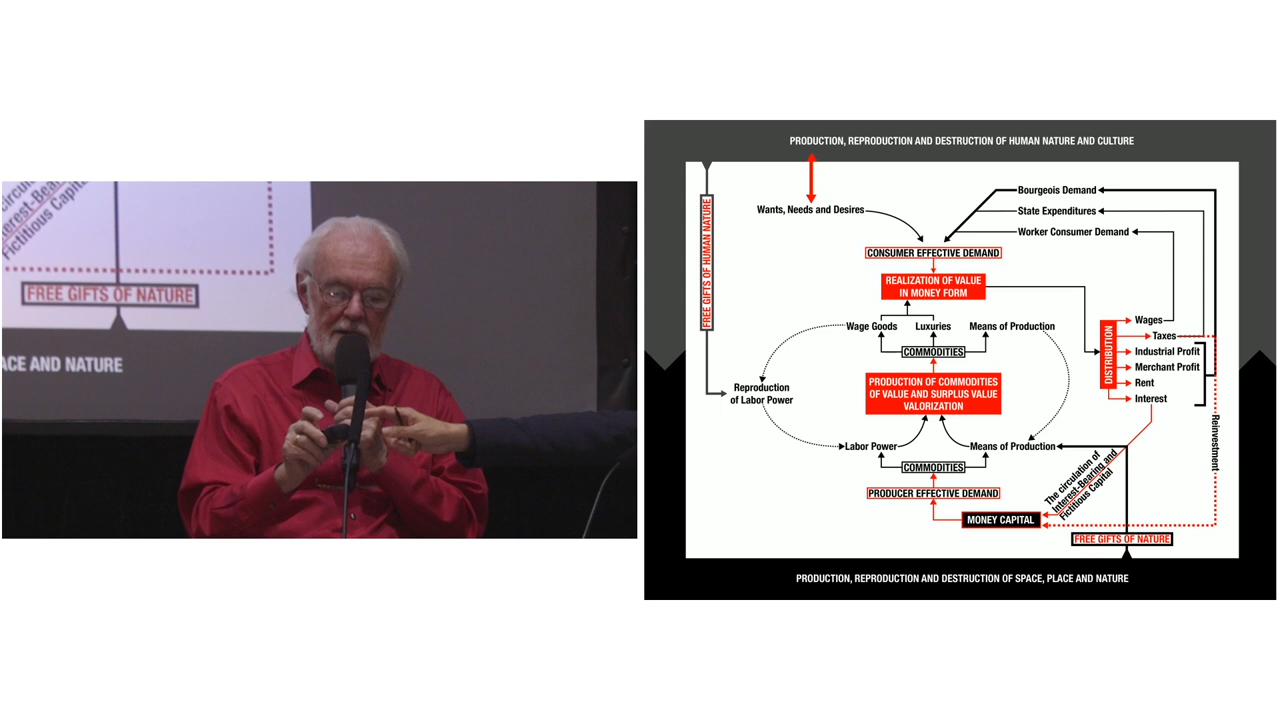 Circul
Interest-Bea
Fictitious Capital
FREE GIFTS OF NATURE
ACE AND NATURE
PRODUCTION, REPRODUCTION AND DESTRUCTION OF HUMAN NATURE AND CULTURE
FREE GIFTS OF HUMAN NATURE
Wants, Needs and Desires
Bourgeois Demand
State Expenditures
Worker Consumer Demand
CONSUMER EFFECTIVE DEMAND
REALIZATION OF VALUE
IN MONEY FORM
Wage Goods
Luxuries
Means of Production
COMMODITIES
DISTRIBUTION
Wages
Taxes
Industrial Profit
Merchant Profit
Rent
Interest
Reproduction
of Labor Power
PRODUCTION OF COMMODITIES
OF VALUE AND SURPLUS VALUE
VALORIZATION
Reinvestment
Labor Power
Means of Production
COMMODITIES
The circulation of
Interest-Bearing and
Fictitious Capital
PRODUCER EFFECTIVE DEMAND
MONEY CAPITAL
FREE GIFTS OF NATURE
PRODUCTION, REPRODUCTION AND DESTRUCTION OF SPACE, PLACE AND NATURE